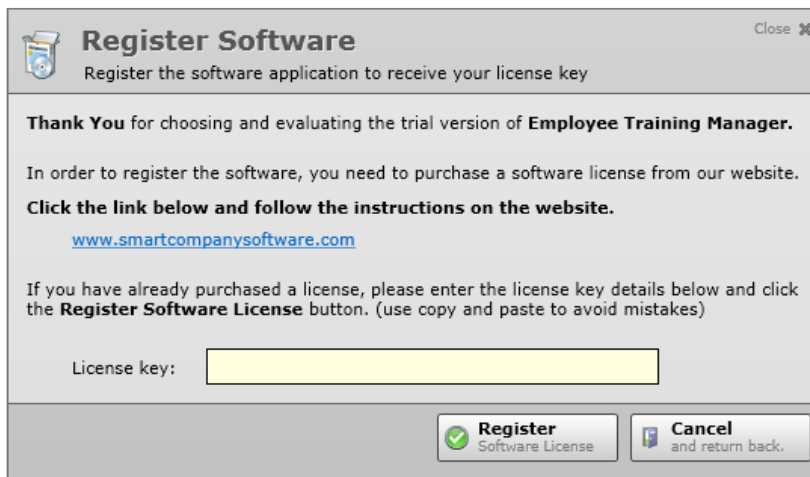 Register Software
Close
Register the software application to receive your license key
Thank You for choosing and evaluating the trial version of Employee Training Manager.
In order to register the software, you need to purchase a software license from our website.
Click the link below and follow the instructions on the website.
www.smartcompanysoftware.com
If you have already purchased a license, please enter the license key details below and click
the Register Software License button. (use copy and paste to avoid mistakes)
License key:
Register
Software License
Cancel
and return back.